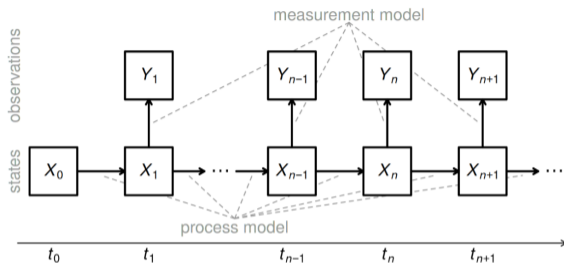 measurement model
observations
Y₁ Yₙ₋₁ Yₙ Yₙ₊₁
states
X₀ X₁ ... Xₙ₋₁ Xₙ Xₙ₊₁ ...
process model
t₀ t₁ tₙ₋₁ tₙ tₙ₊₁